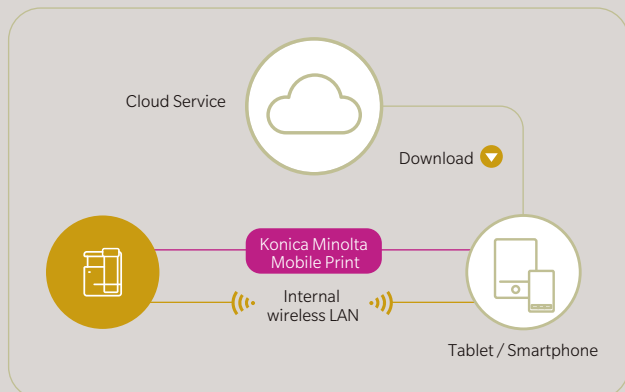 Cloud Service
Download
Konica Minolta
Mobile Print
Internal
wireless LAN
Tablet / Smartphone